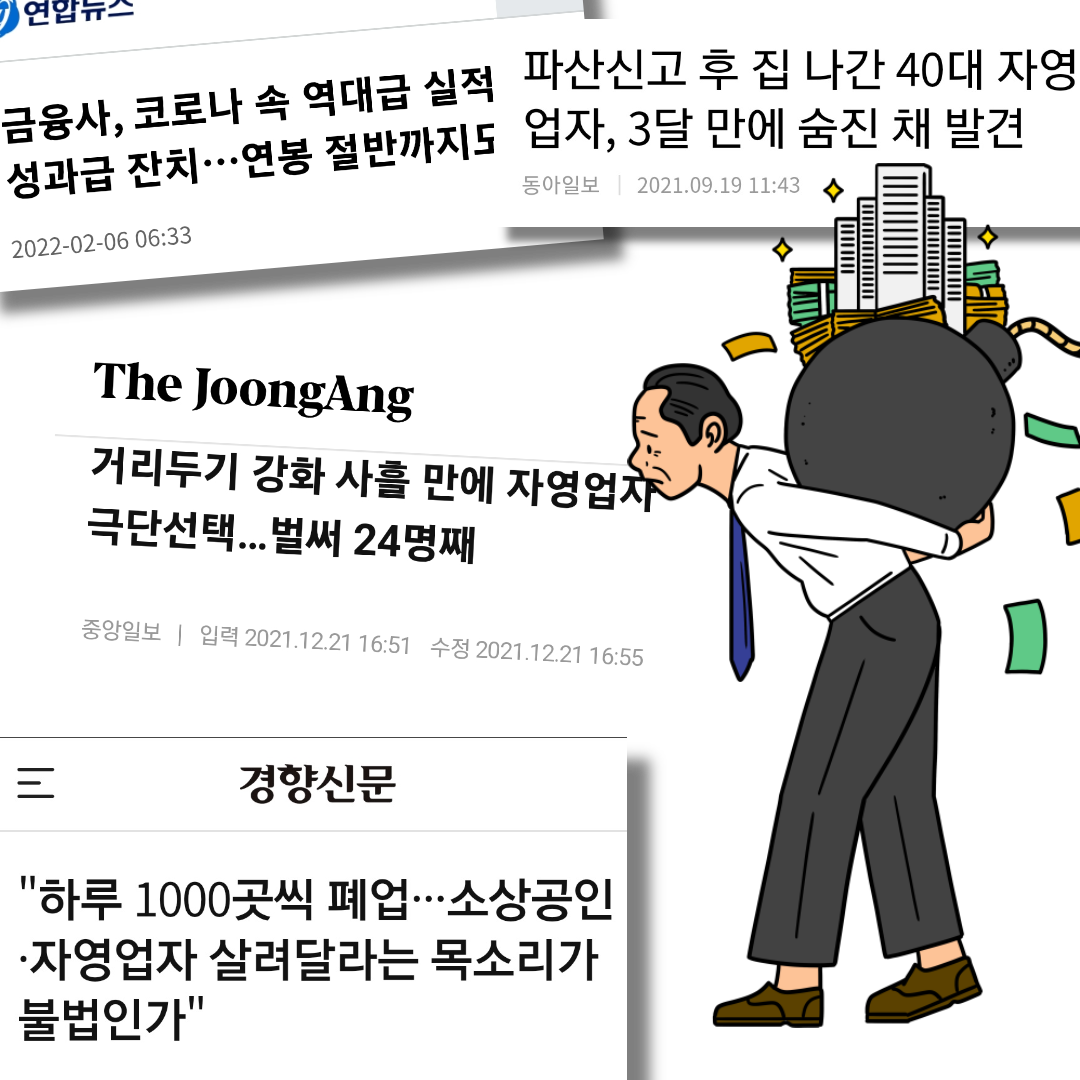 연합뉴스
금융사, 코로나 속 역대급 실적
성과급 잔치…연봉 절반까지도
2022-02-06 06:33
파산신고 후 집 나간 40대 자영
업자, 3달 만에 숨진 채 발견
동아일보 | 2021.09.19 11:43
The JoongAng
거리두기 강화 사흘 만에 자영업자
극단선택...벌써 24명째
중앙일보 | 입력 2021.12.21 16:51 수정 2021.12.21 16:55
경향신문
"하루 1000곳씩 폐업…소상공인
·자영업자 살려달라는 목소리가
불법인가"